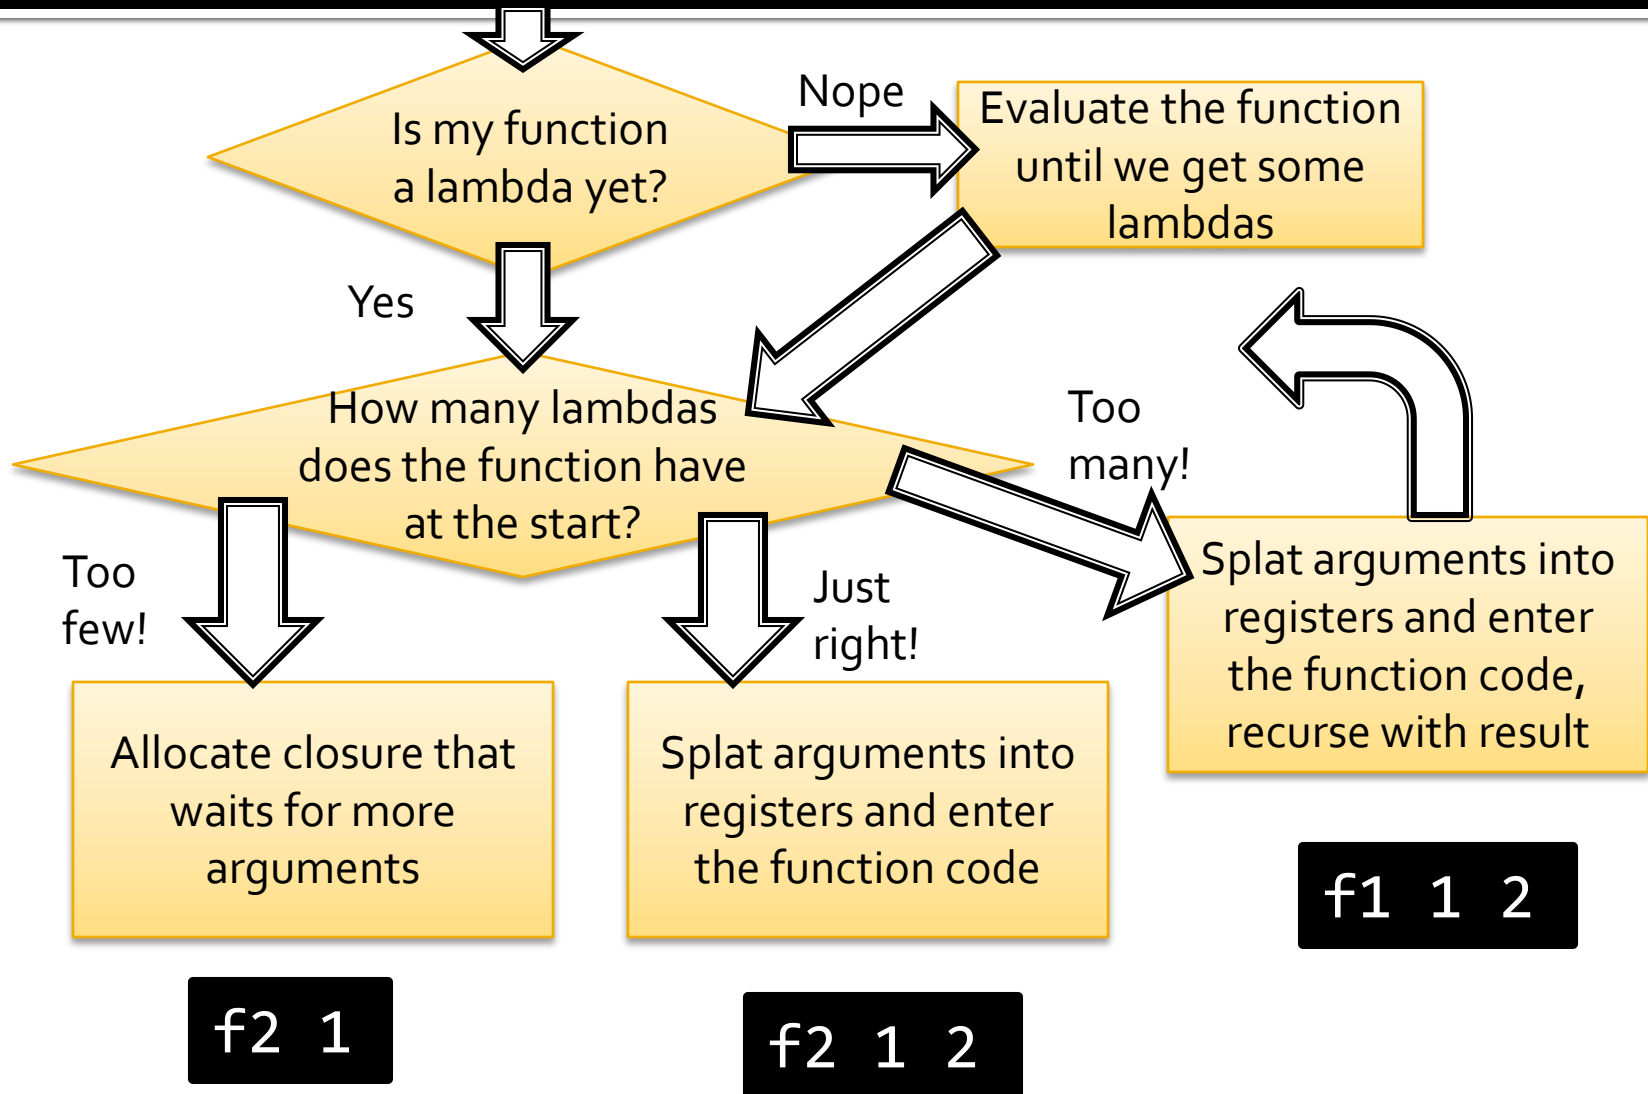 Is my function
a lambda yet?
Nope
Evaluate the function
until we get some
lambdas
Yes
How many lambdas
does the function have
at the start?
Too
many!
Too
few!
Just
right!
Splat arguments into
registers and enter
the function code,
recurse with result
Allocate closure that
waits for more
arguments
Splat arguments into
registers and enter
the function code
f1 1 2
f2 1
f2 1 2